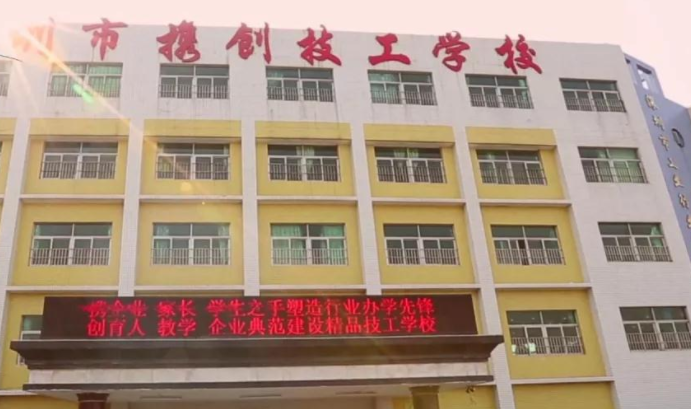 圳市携创技工学校
携企业 家长 学生之手塑造行业办学先锋
创育人 教学 企业典范建设精品技工学校